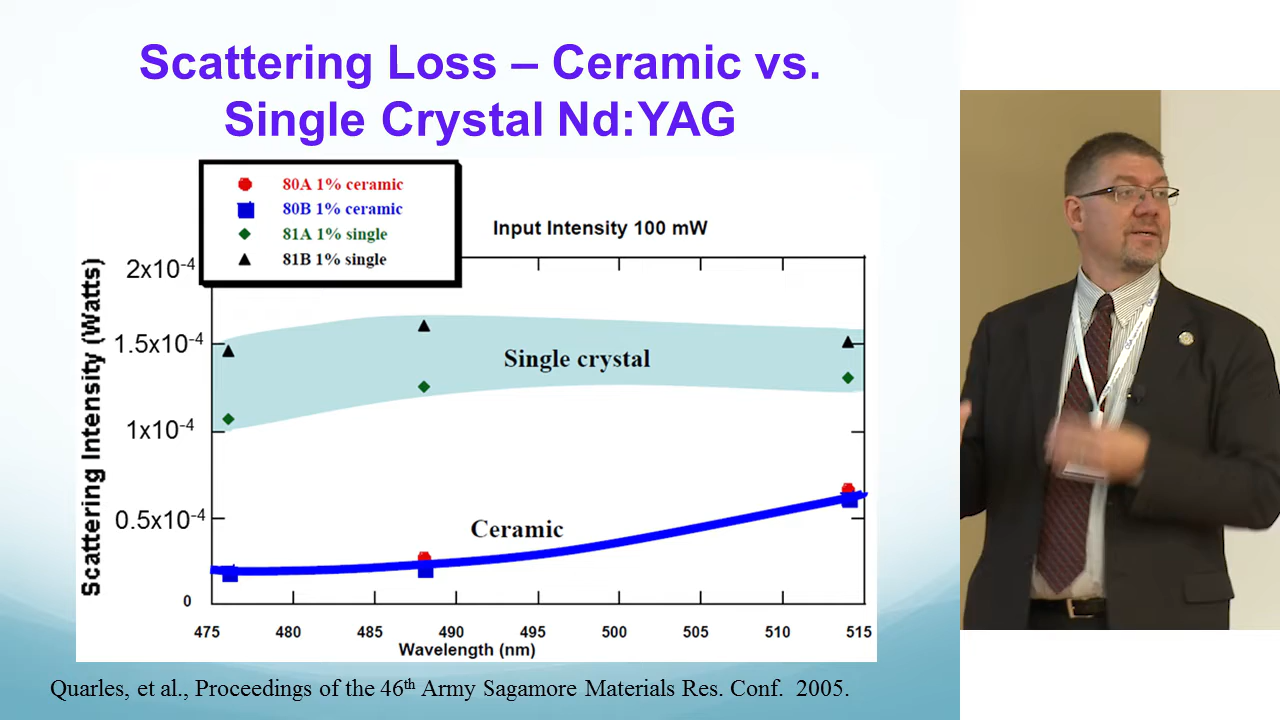 Scattering Loss – Ceramic vs.
Single Crystal Nd:YAG
80A 1% ceramic
80B 1% ceramic
81A 1% single
81B 1% single
Input Intensity 100 mW
Scattering Intensity (Watts)
2x10⁻⁴
1.5x10⁻⁴
1x10⁻⁴
0.5x10⁻⁴
0
Single crystal
Ceramic
475 480 485 490 495 500 505 510 515
Wavelength (nm)
Quarles, et al., Proceedings of the 46th Army Sagamore Materials Res. Conf. 2005.